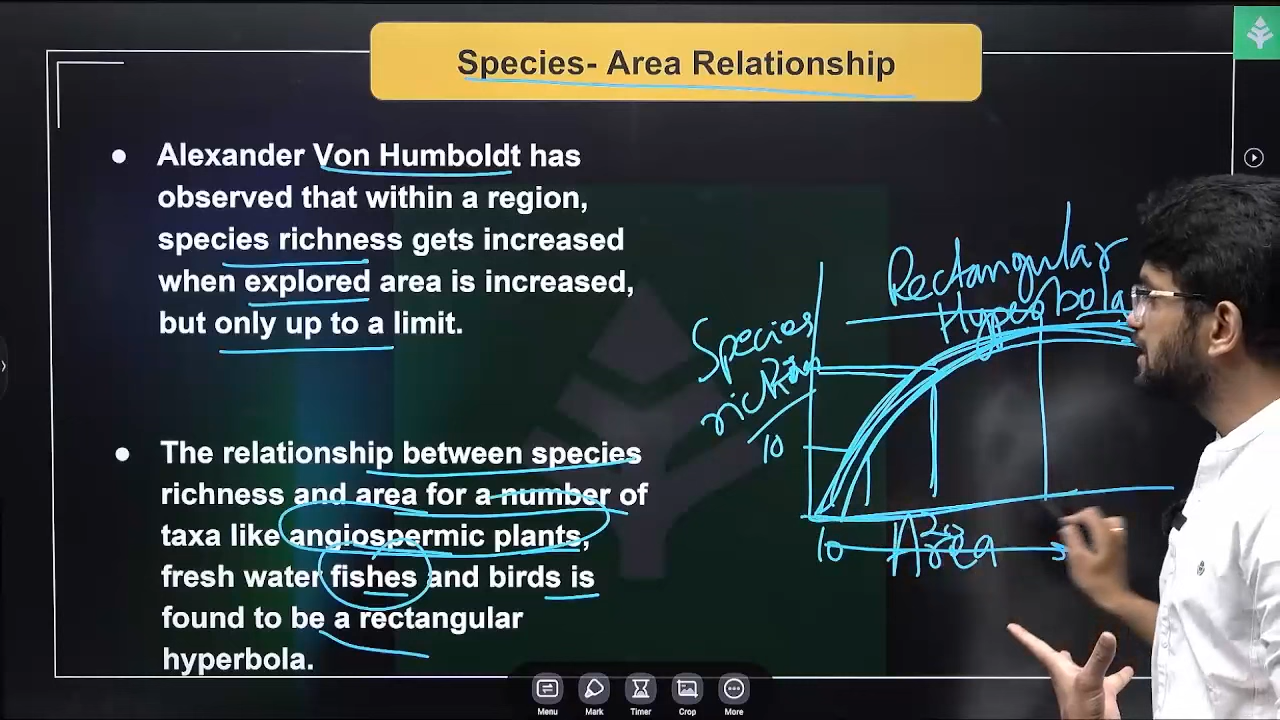 Species- Area Relationship
● Alexander Von Humboldt has
observed that within a region,
species richness gets increased
when explored area is increased,
but only up to a limit.
● The relationship between species
richness and area for a number of
taxa like angiospermic plants,
fresh water fishes and birds is
found to be a rectangular
hyperbola.
Rectangular
Hyperbola
Species
10
10
Area
Menu Mark Timer Crop More